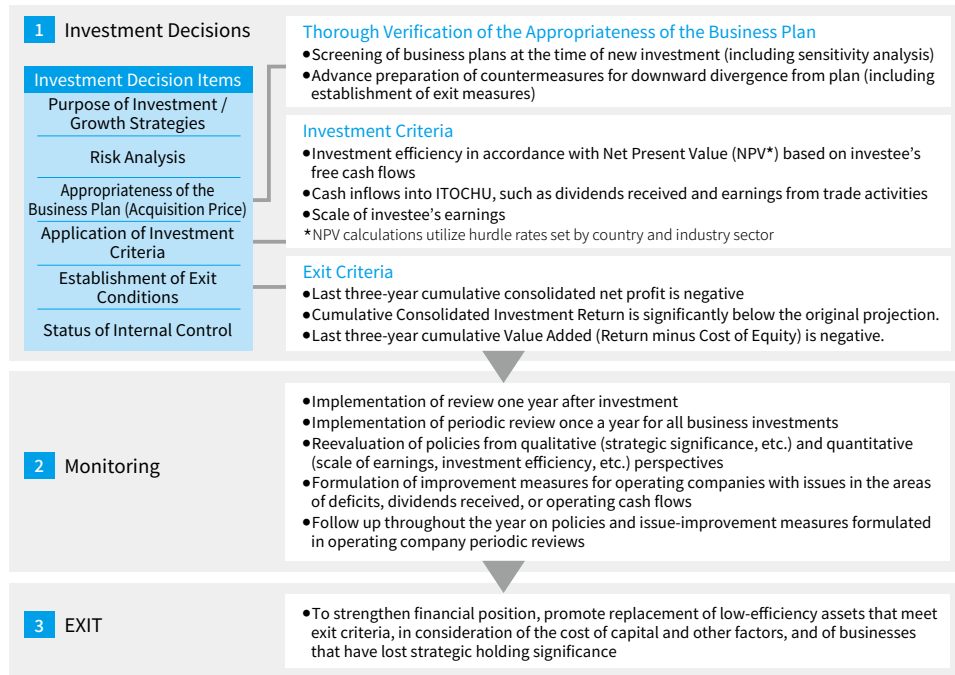 1 Investment Decisions
Investment Decision Items
Purpose of Investment /
Growth Strategies
Risk Analysis
Appropriateness of the
Business Plan (Acquisition Price)
Application of Investment
Criteria
Establishment of Exit
Conditions
Status of Internal Control
Thorough Verification of the Appropriateness of the Business Plan
●Screening of business plans at the time of new investment (including sensitivity analysis)
●Advance preparation of countermeasures for downward divergence from plan (including
establishment of exit measures)
Investment Criteria
●Investment efficiency in accordance with Net Present Value (NPV*) based on investee's
free cash flows
●Cash inflows into ITOCHU, such as dividends received and earnings from trade activities
●Scale of investee's earnings
*NPV calculations utilize hurdle rates set by country and industry sector
Exit Criteria
●Last three-year cumulative consolidated net profit is negative
●Cumulative Consolidated Investment Return is significantly below the original projection.
●Last three-year cumulative Value Added (Return minus Cost of Equity) is negative.
2 Monitoring
●Implementation of review one year after investment
●Implementation of periodic review once a year for all business investments
●Reevaluation of policies from qualitative (strategic significance, etc.) and quantitative
(scale of earnings, investment efficiency, etc.) perspectives
●Formulation of improvement measures for operating companies with issues in the areas
of deficits, dividends received, or operating cash flows
●Follow up throughout the year on policies and issue-improvement measures formulated
in operating company periodic reviews
3 EXIT
●To strengthen financial position, promote replacement of low-efficiency assets that meet
exit criteria, in consideration of the cost of capital and other factors, and of businesses
that have lost strategic holding significance